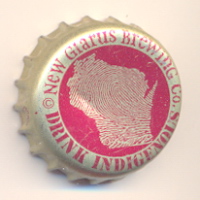 © New Glarus Brewing Co.
DRINK INDIGENOUS